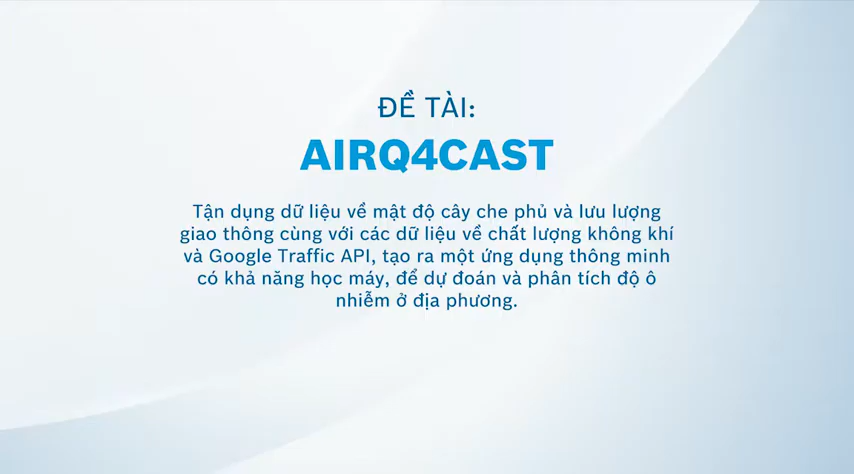 ĐỀ TÀI:
AIRQ4CAST
Tận dụng dữ liệu về mật độ cây che phủ và lưu lượng
giao thông cùng với các dữ liệu về chất lượng không khí
và Google Traffic API, tạo ra một ứng dụng thông minh
có khả năng học máy, để dự đoán và phân tích độ ô
nhiễm ở địa phương.